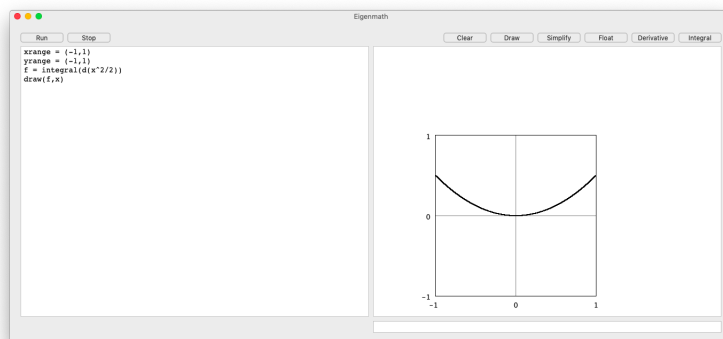 Eigenmath
Run Stop Clear Draw Simplify Float Derivative Integral
xrange = (-1,1)
yrange = (-1,1)
f = integral(d(x^2/2))
draw(f,x)
1
0
-1
-1 0 1